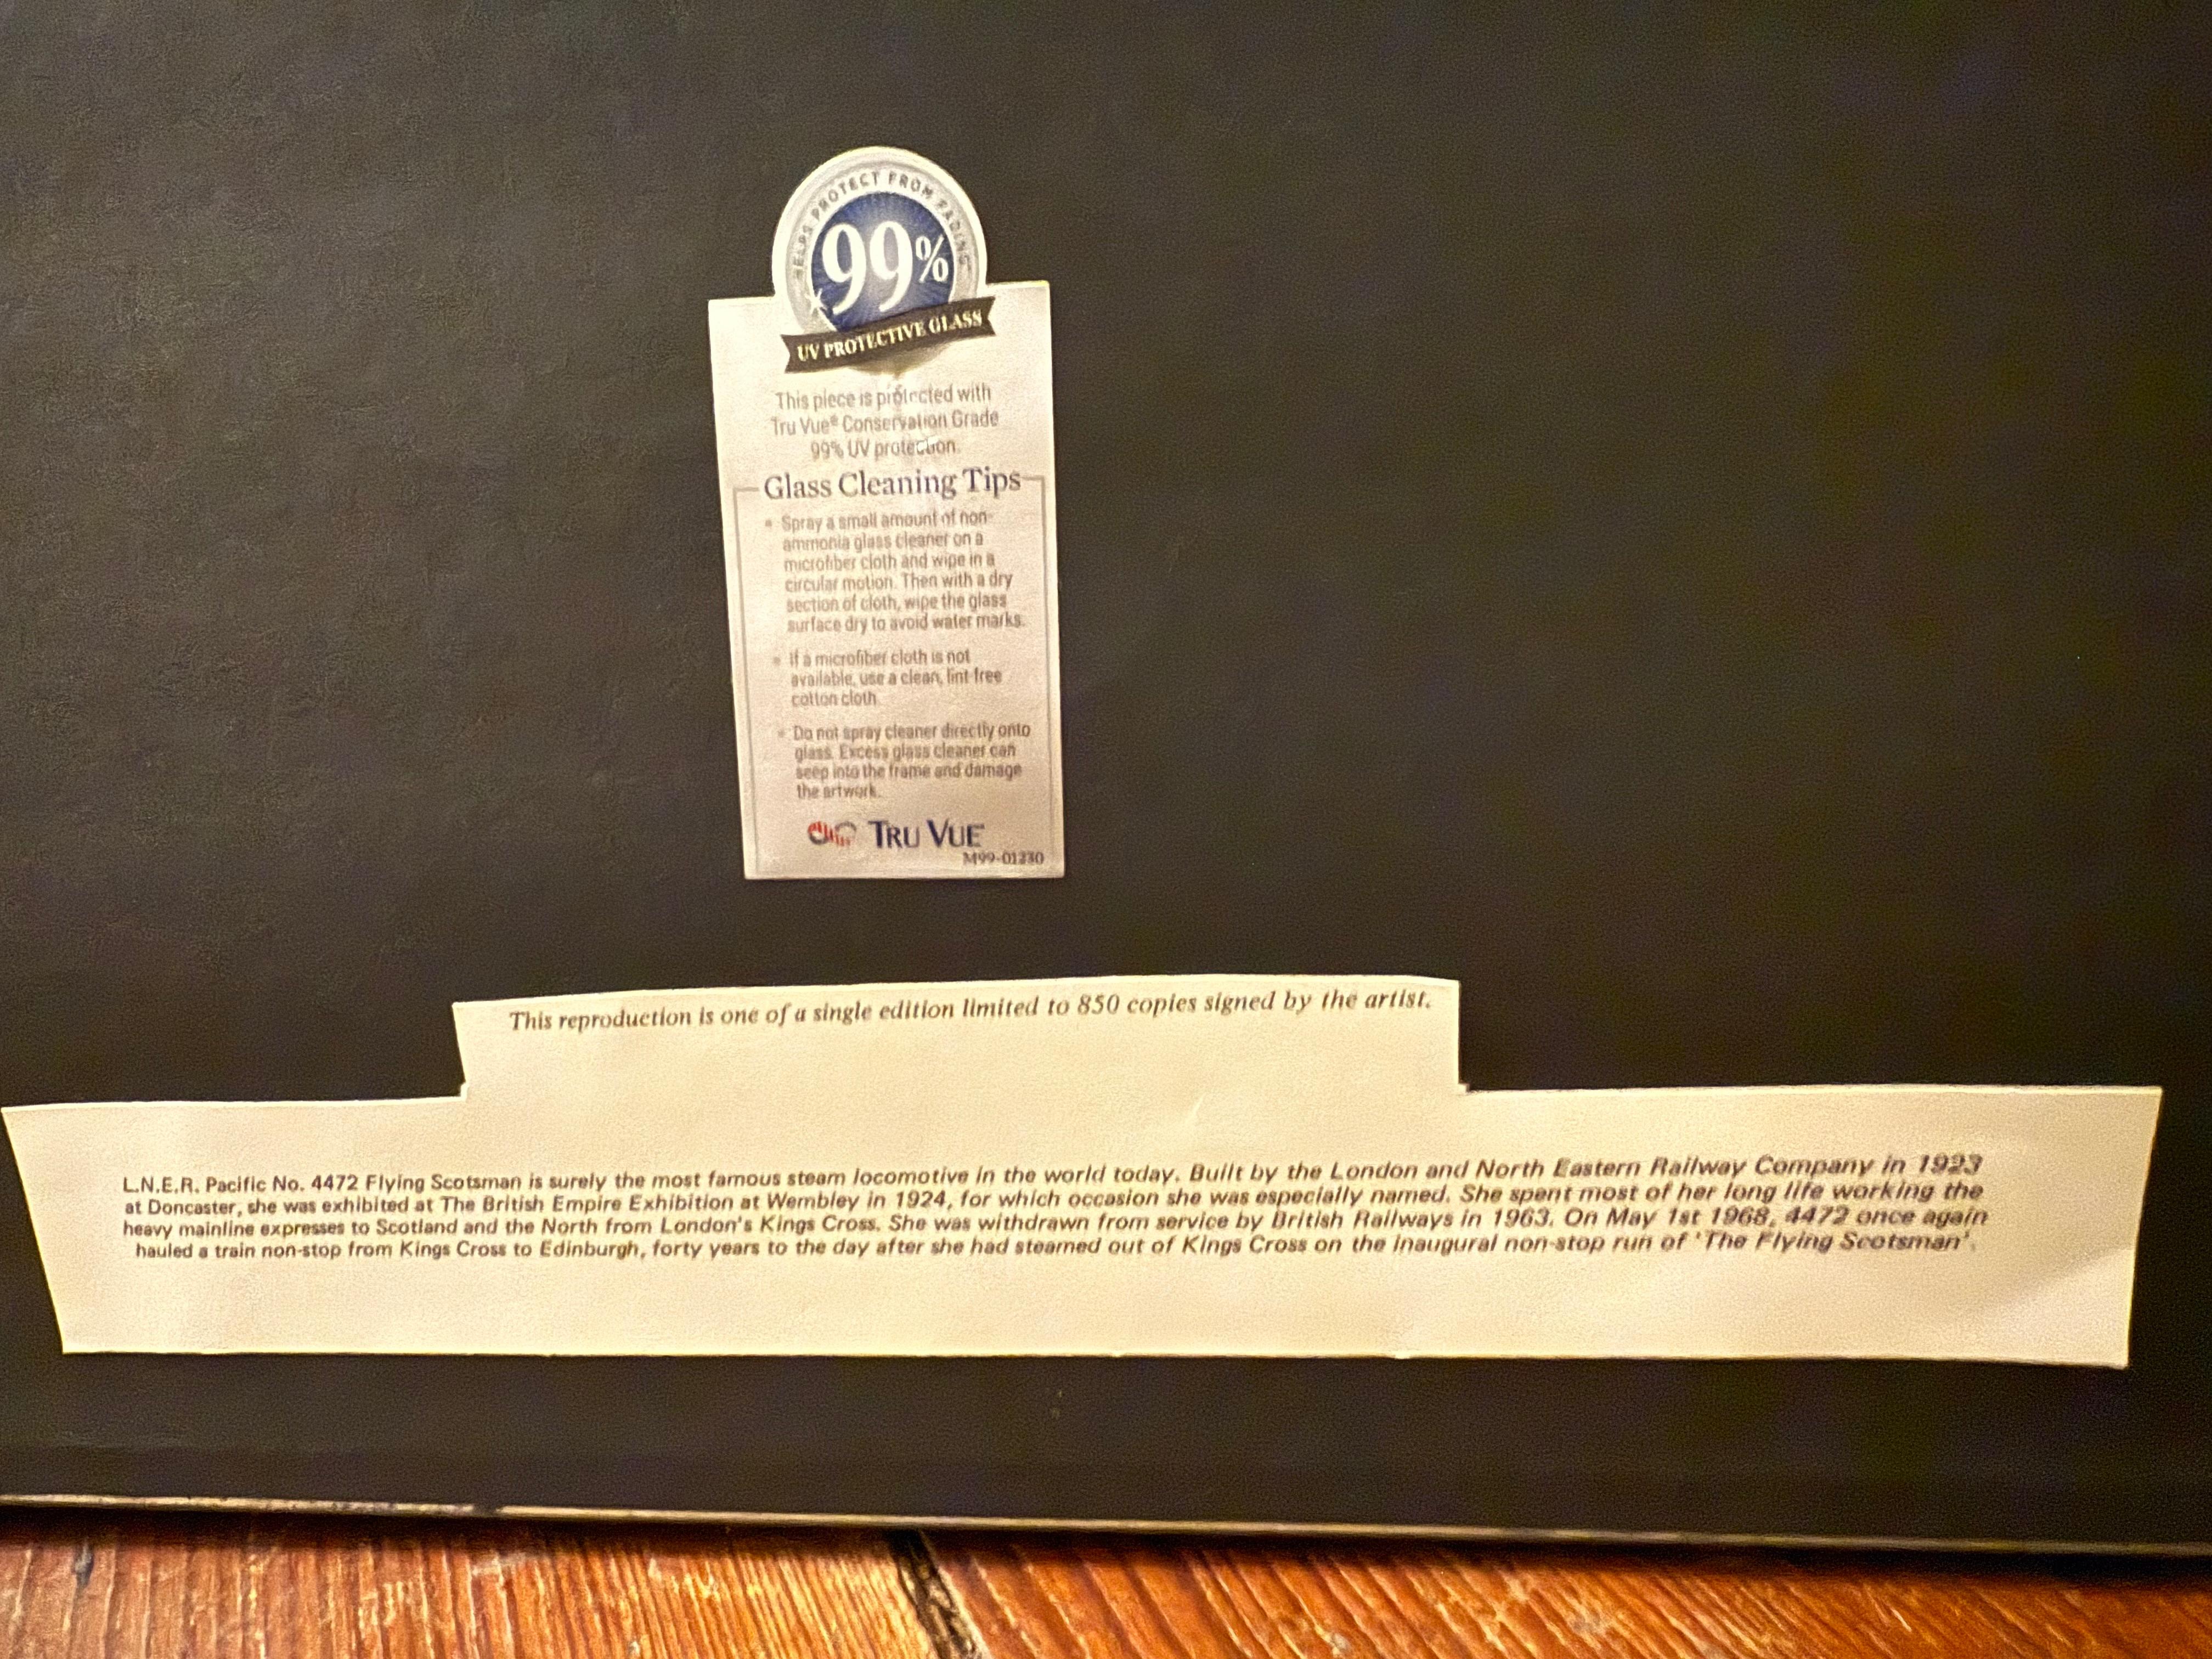 HELPS PROTECT FROM FADING
99%
UV PROTECTIVE GLASS
This piece is protected with
Tru Vue® Conservation Grade
99% UV protection.
Glass Cleaning Tips
Spray a small amount of non-
ammonia glass cleaner on a
microfiber cloth and wipe in a
circular motion. Then with a dry
section of cloth, wipe the glass
surface dry to avoid water marks.
If a microfiber cloth is not
available, use a clean, lint-free
cotton cloth.
Do not spray cleaner directly onto
glass. Excess glass cleaner can
seep into the frame and damage
the artwork.
TRU VUE
M99-01230
This reproduction is one of a single edition limited to 850 copies signed by the artist.
L.N.E.R. Pacific No. 4472 Flying Scotsman is surely the most famous steam locomotive in the world today. Built by the London and North Eastern Railway Company in 1923
at Doncaster, she was exhibited at The British Empire Exhibition at Wembley in 1924, for which occasion she was especially named. She spent most of her long life working the
heavy mainline expresses to Scotland and the North from London's Kings Cross. She was withdrawn from service by British Railways in 1963. On May 1st 1968, 4472 once again
hauled a train non-stop from Kings Cross to Edinburgh, forty years to the day after she had steamed out of Kings Cross on the inaugural non-stop run of 'The Flying Scotsman'.